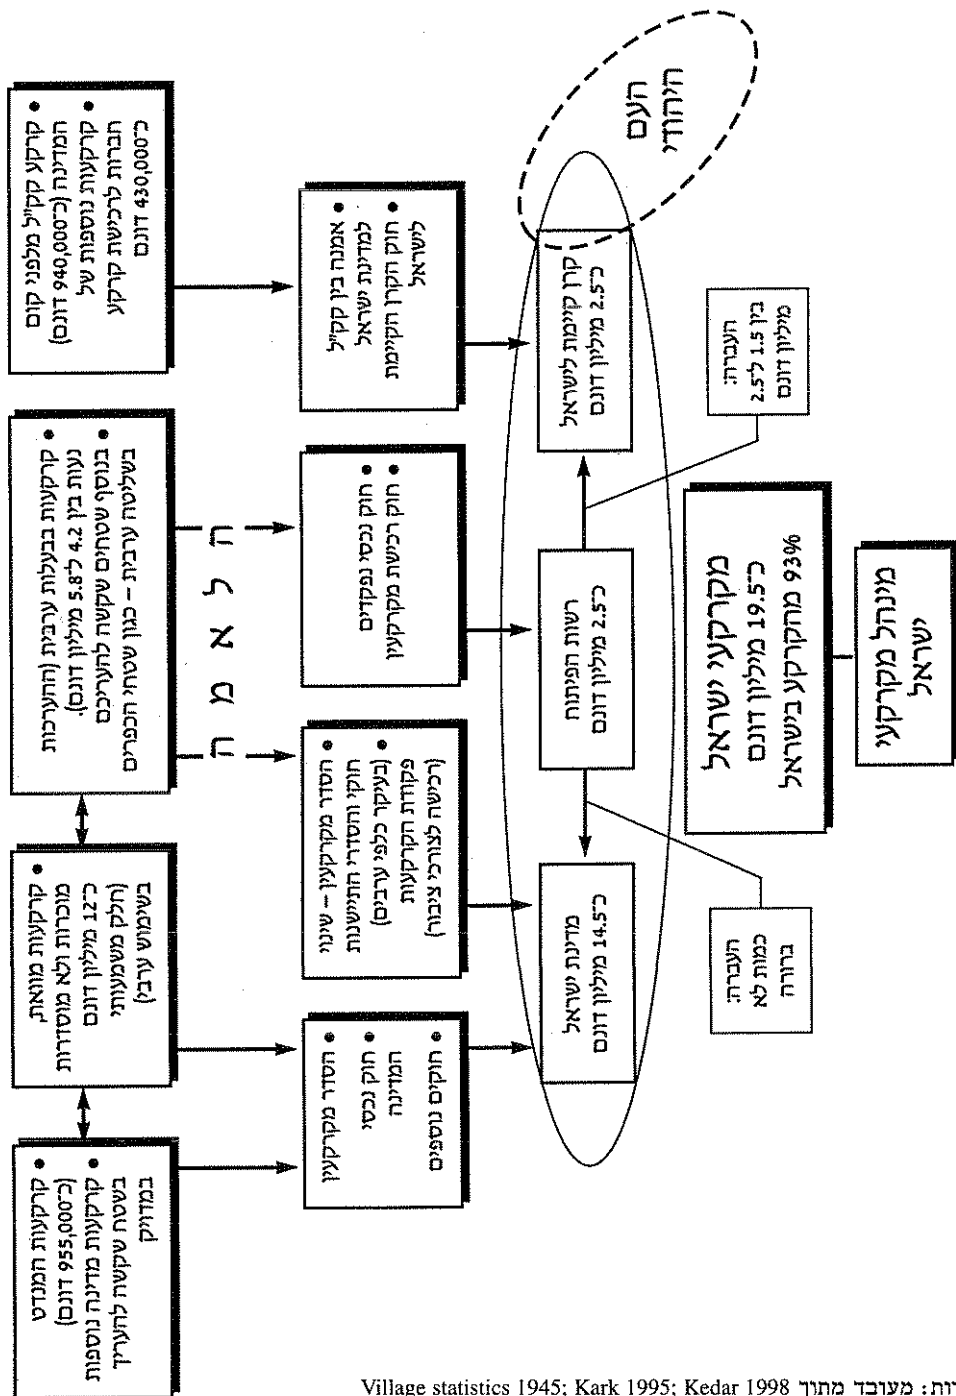 • קרקע קק"ל מלפני קום
המדינה (כ־940,000 דונם)
• קרקעות נוספות של
חברות לרכישת קרקע
כ־430,000 דונם
• קרקעות בבעלות ערבית (ההערכות
נעות בין 4.2 ל־5.8 מיליון דונם).
• בנוסף שטחים שקשה להעריכם
בשליטה ערבית – כגון שטחי הכפרים
• קרקעות מוואת,
מוכרות ולא מוסדרות
כ־12 מיליון דונם
(חלק משמעותי
בשימוש ערבי)
• קרקעות המנדט
(כ־955,000 דונם)
• קרקעות מדינה נוספות
בשטח שקשה להעריך
במדויק
ה ל א מ ה
• אמנה בין קק"ל
למדינת ישראל
• חוק הקרן הקיימת
לישראל
• חוק נכסי נפקדים
• חוק רכישת מקרקעין
• הסדר מקרקעין – שינוי
חוקי והסדרי התיישנות
(בעיקר כלפי ערבים)
• פקודת הקרקעות
(רכישה לצורכי ציבור)
• הסדר מקרקעין
• חוק נכסי
המדינה
• חוקים נוספים
העם
היהודי
קרן קיימת לישראל
כ־2.5 מיליון דונם
רשות הפיתוח
כ־2.5 מיליון דונם
מדינת ישראל
כ־14.5 מיליון דונם
העברה:
בין 1.5 ל־2.5
מיליון דונם
העברה:
כמות לא
ברורה
מקרקעי ישראל
כ־19.5 מיליון דונם
93% מהקרקע בישראל
מינהל מקרקעי
ישראל
ות: מעובד מתוך Village statistics 1945; Kark 1995; Kedar 1998